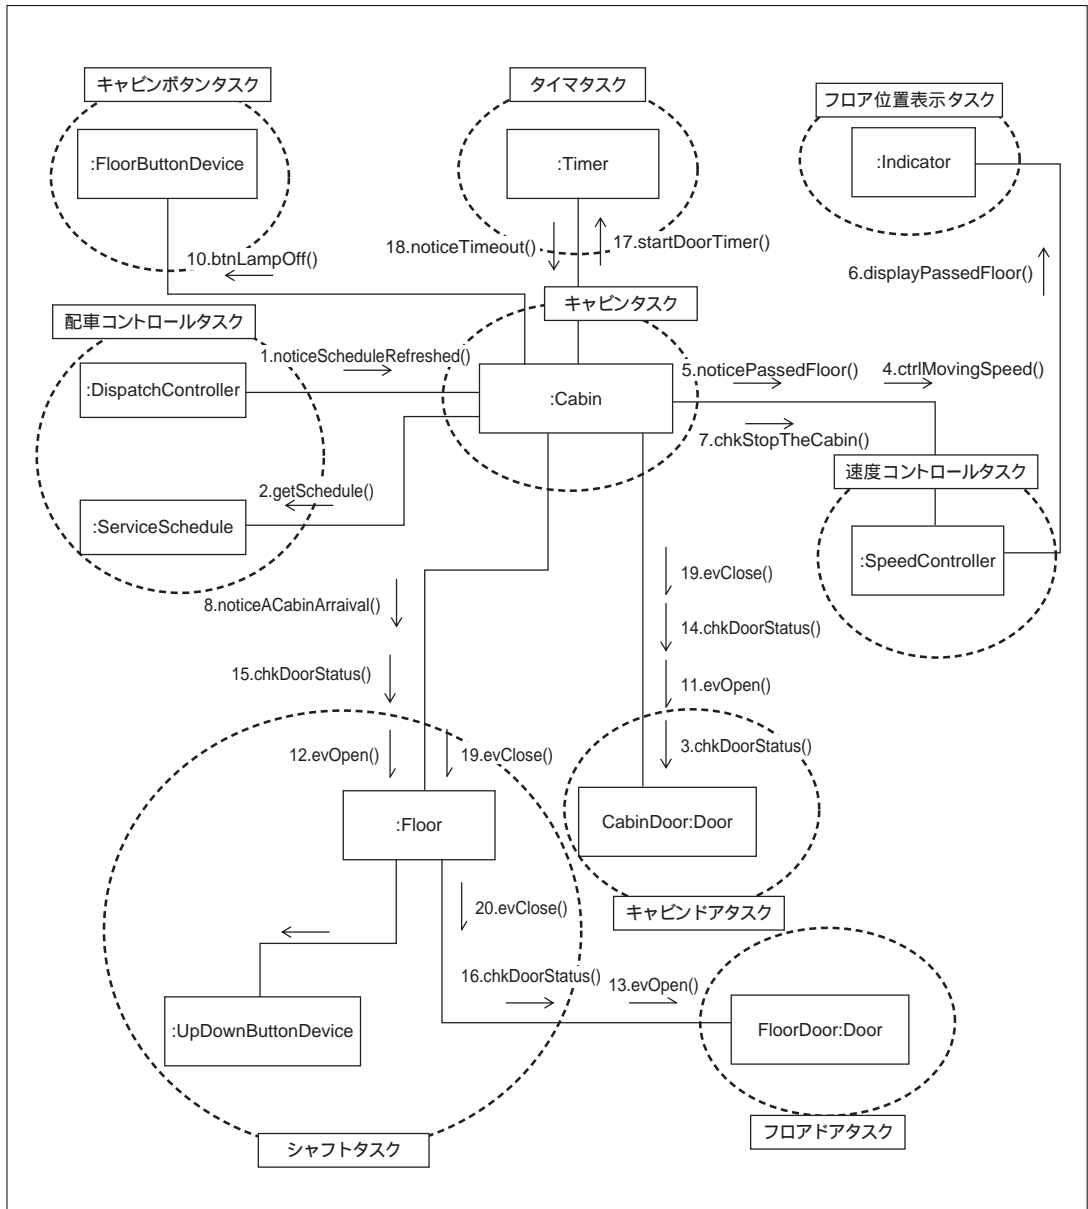 キャビンボタンタスク
タイマタスク
フロア位置表示タスク
:FloorButtonDevice
:Timer
:Indicator
18.noticeTimeout()
17.startDoorTimer()
10.btnLampOff()
6.displayPassedFloor()
キャビンタスク
配車コントロールタスク
1.noticeScheduleRefreshed()
5.noticePassedFloor()
4.ctrlMovingSpeed()
:DispatchController
:Cabin
7.chkStopTheCabin()
速度コントロールタスク
2.getSchedule()
:ServiceSchedule
:SpeedController
19.evClose()
8.noticeACabinArraival()
14.chkDoorStatus()
15.chkDoorStatus()
11.evOpen()
12.evOpen()
19.evClose()
3.chkDoorStatus()
:Floor
CabinDoor:Door
20.evClose()
キャビンドアタスク
16.chkDoorStatus()
13.evOpen()
:UpDownButtonDevice
FloorDoor:Door
シャフトタスク
フロアドアタスク